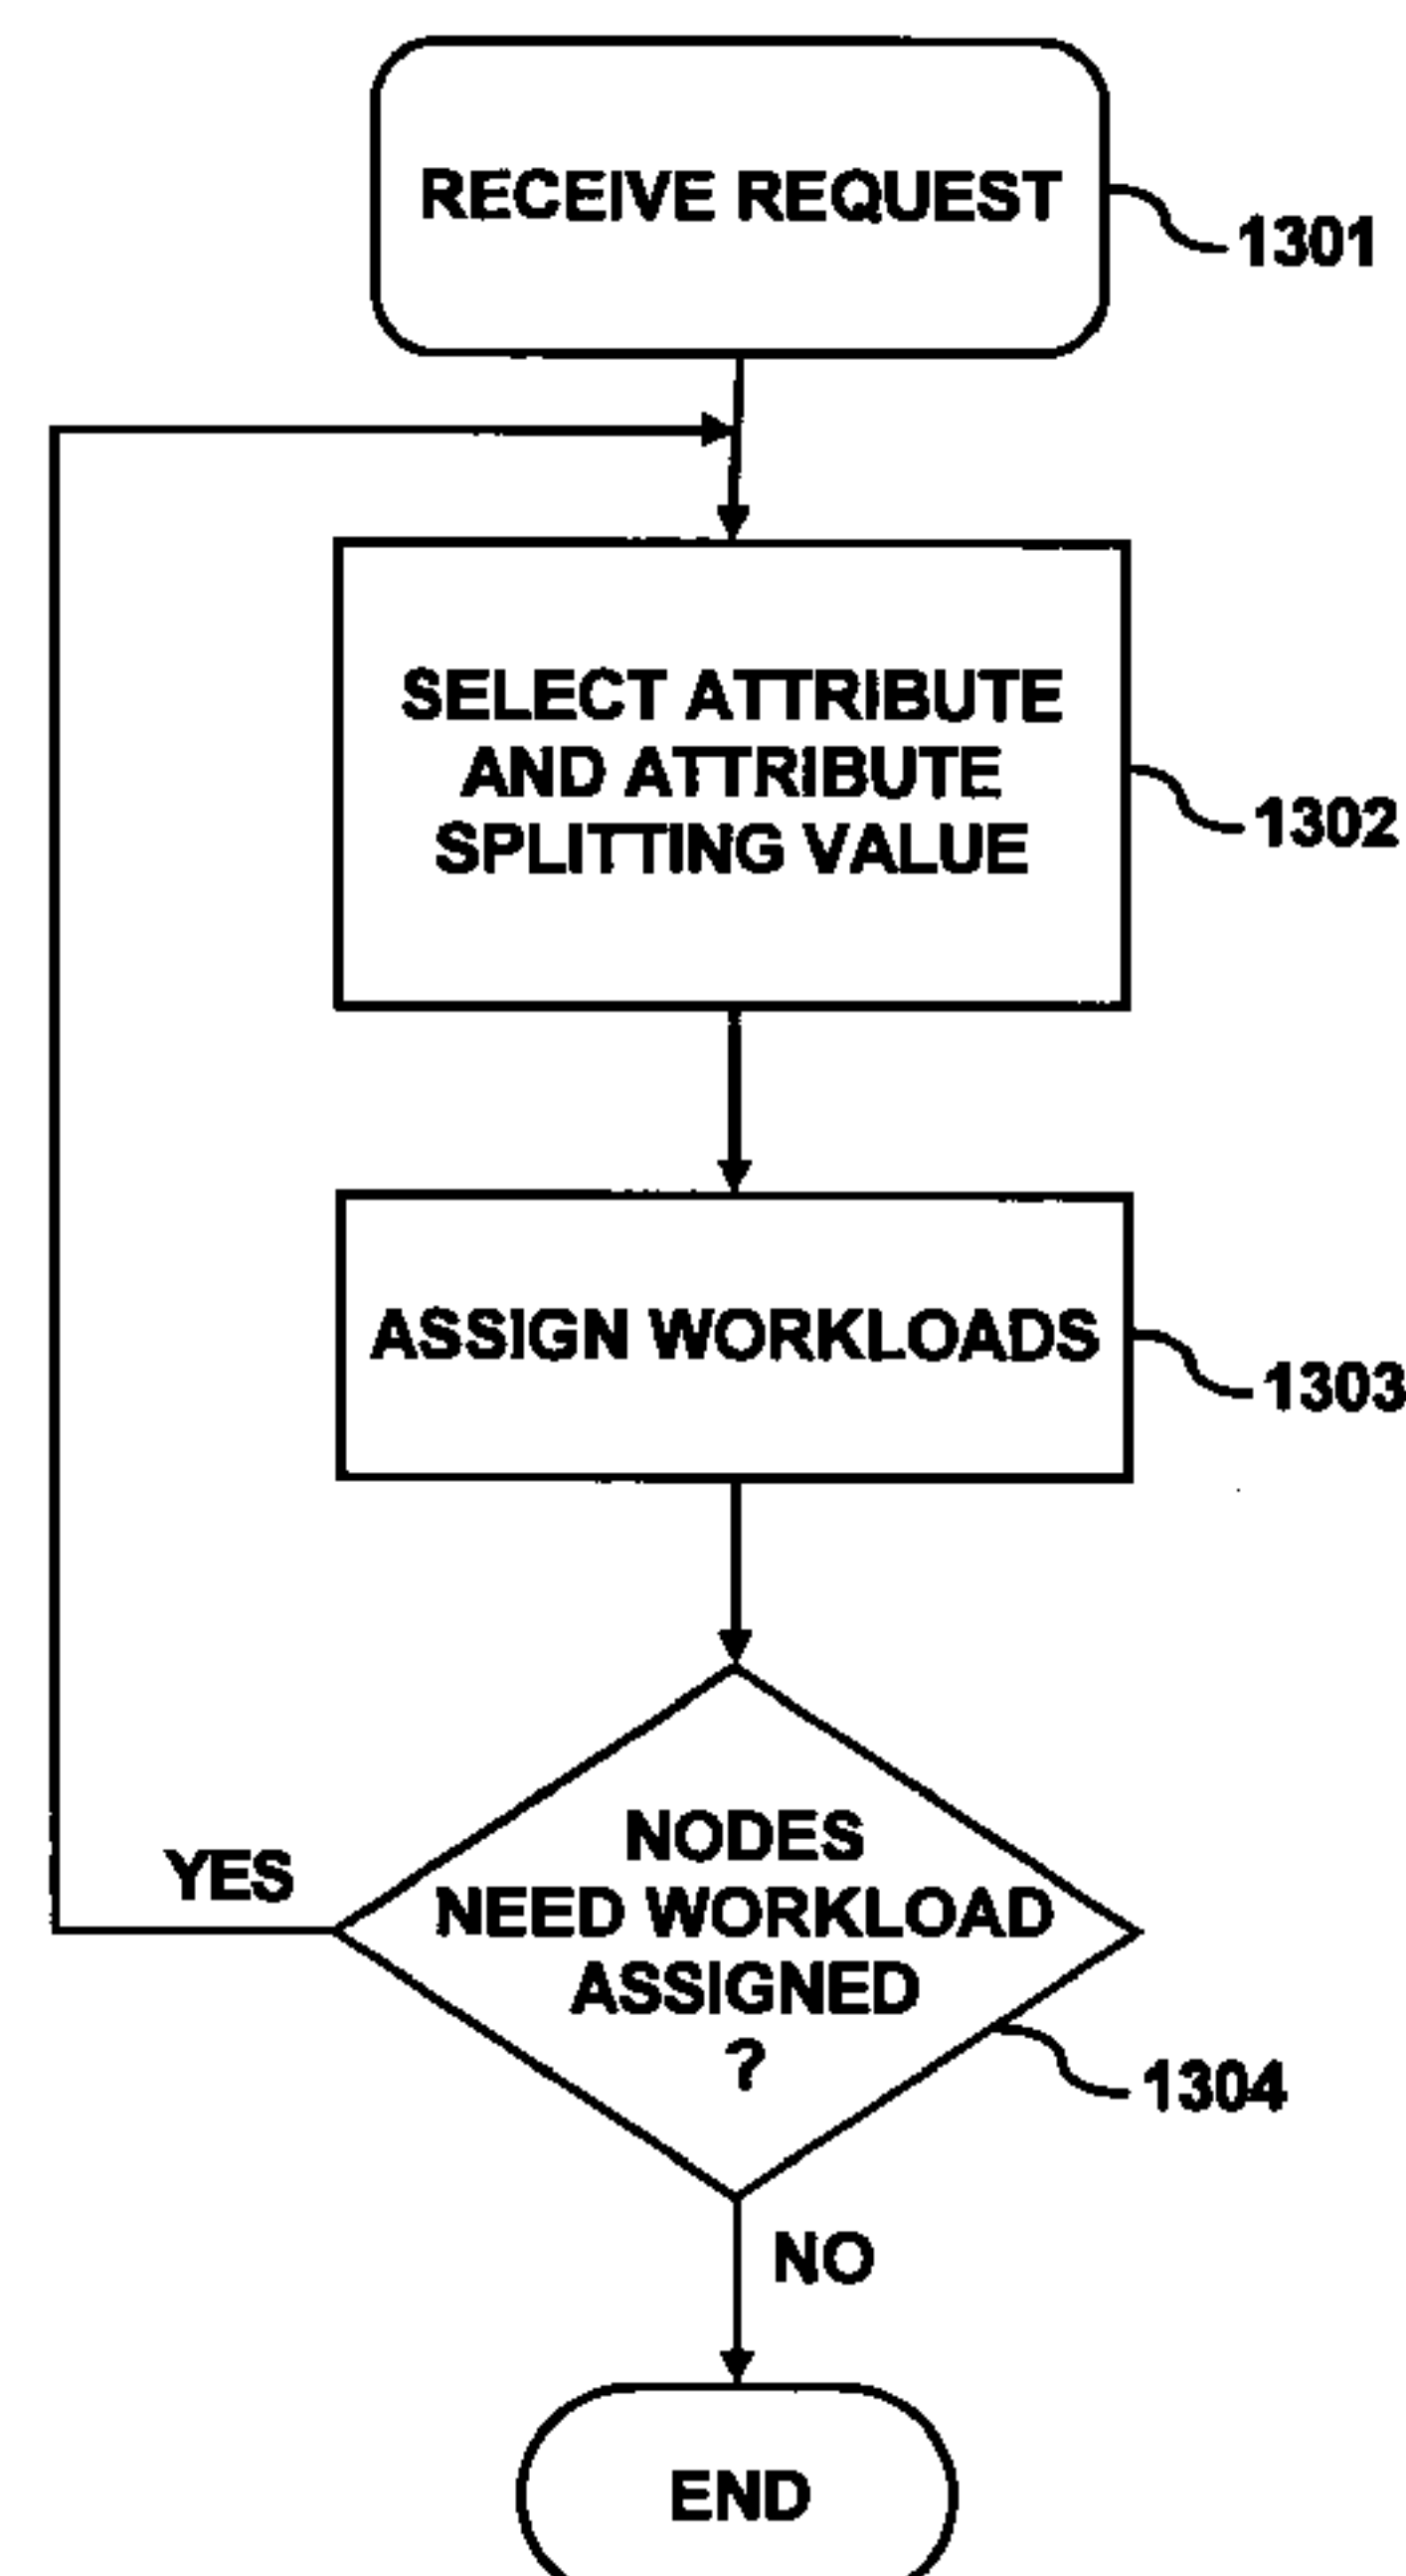 RECEIVE REQUEST
1301
SELECT ATTRIBUTE
AND ATTRIBUTE
SPLITTING VALUE
1302
ASSIGN WORKLOADS
1303
NODES
NEED WORKLOAD
ASSIGNED
?
YES
1304
NO
END